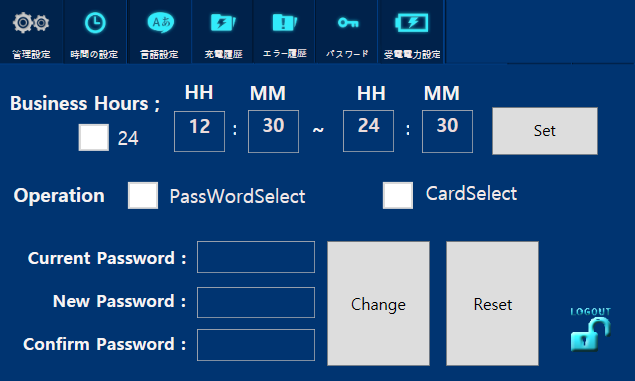 Aあ
管理設定 時間の設定 言語設定 充電履歴 エラー履歴 パスワード 受電電力設定
HH MM HH MM
Business Hours ; 12 : 30 ~ 24 : 30 Set
24
Operation PassWordSelect CardSelect
Current Password :
New Password : Change Reset
Confirm Password :
LOGOUT